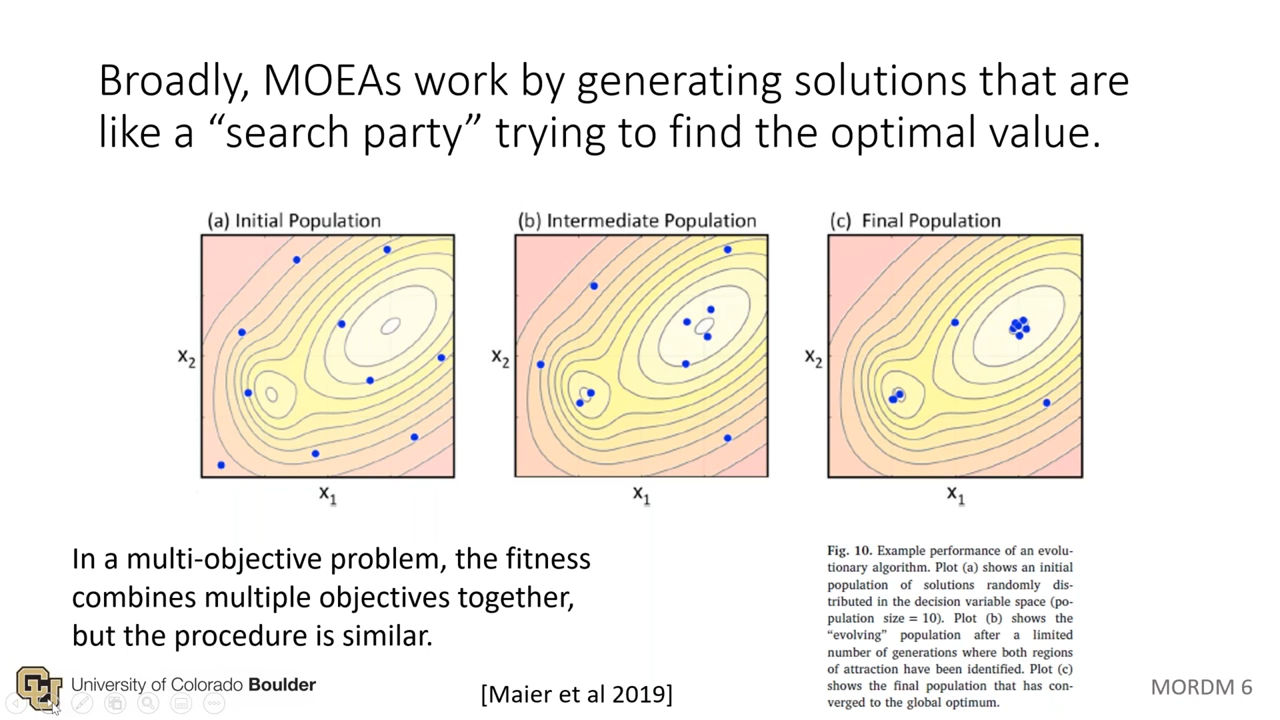 Broadly, MOEAs work by generating solutions that are
like a “search party” trying to find the optimal value.
(a) Initial Population
(b) Intermediate Population
(c) Final Population
x2
x1
x2
x1
x2
x1
In a multi-objective problem, the fitness
combines multiple objectives together,
but the procedure is similar.
Fig. 10. Example performance of an evolu-
tionary algorithm. Plot (a) shows an initial
population of solutions randomly dis-
tributed in the decision variable space (po-
pulation size = 10). Plot (b) shows the
“evolving” population after a limited
number of generations where both regions
of attraction have been identified. Plot (c)
shows the final population that has con-
verged to the global optimum.
CU
University of Colorado Boulder
[Maier et al 2019]
MORDM 6